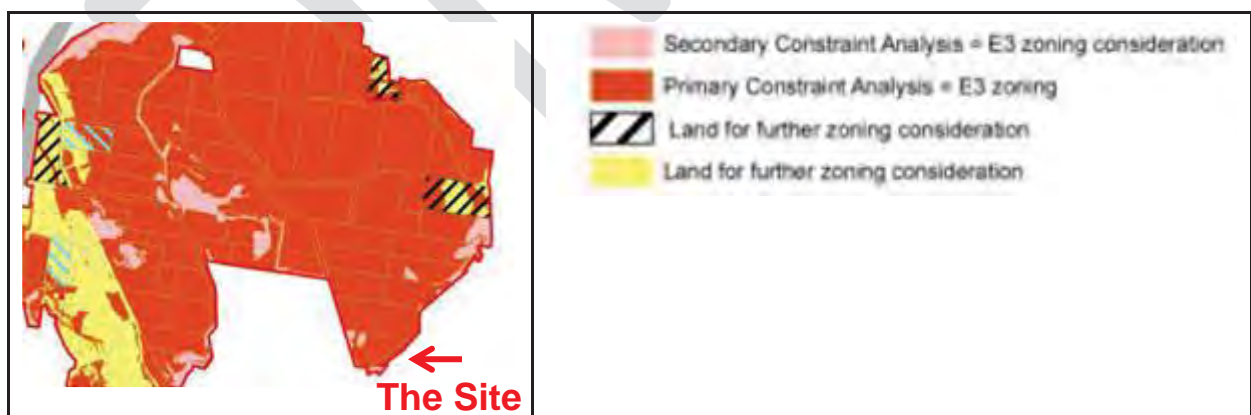 Secondary Constraint Analysis = E3 zoning consideration
Primary Constraint Analysis = E3 zoning
Land for further zoning consideration
Land for further zoning consideration
The Site